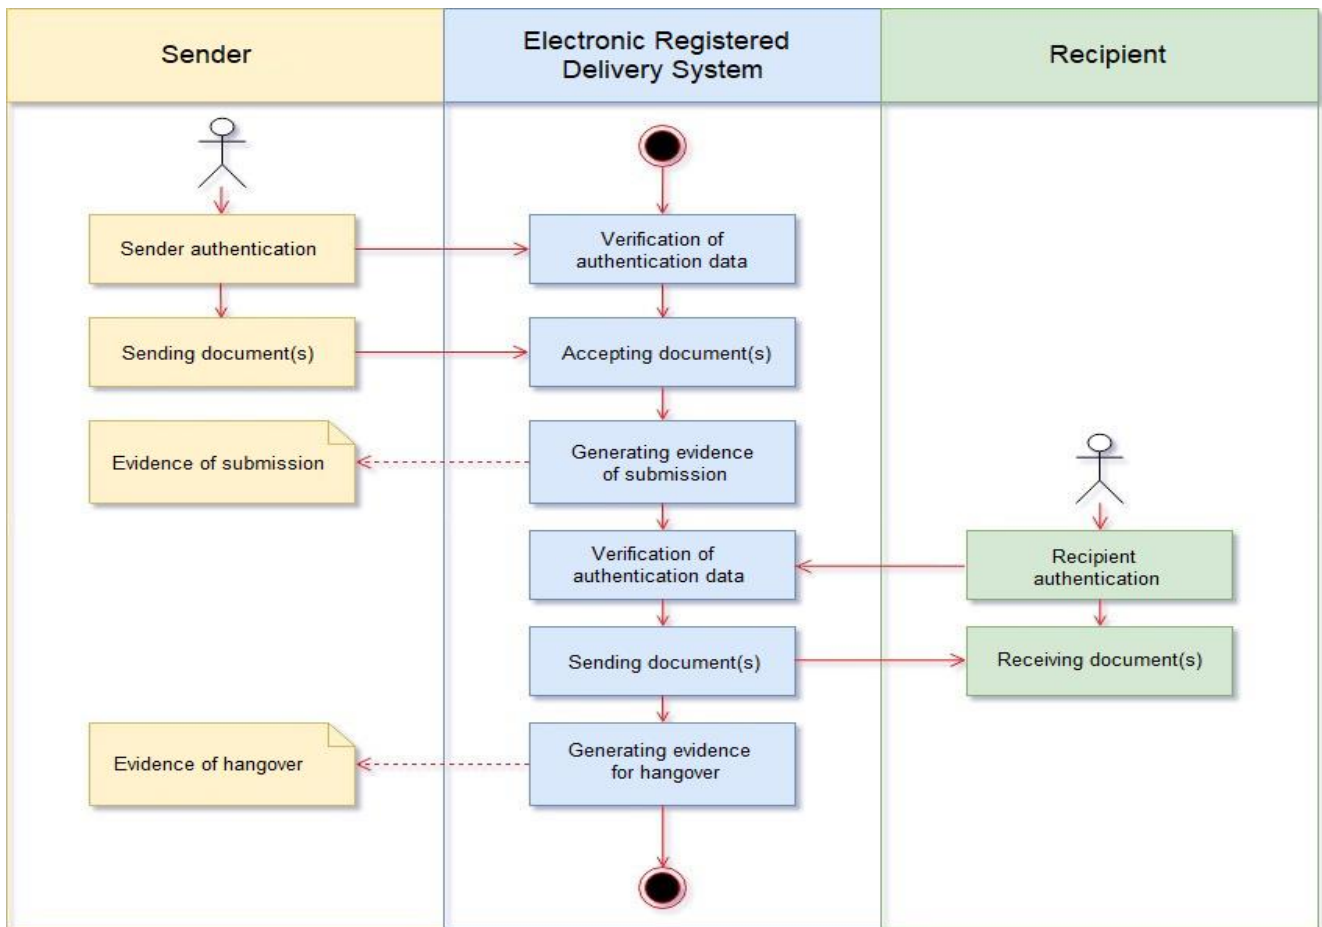 Sender
Electronic Registered
Delivery System
Recipient
Sender authentication
Verification of
authentication data
Sending document(s)
Accepting document(s)
Evidence of submission
Generating evidence
of submission
Verification of
authentication data
Recipient
authentication
Sending document(s)
Receiving document(s)
Evidence of hangover
Generating evidence
for hangover